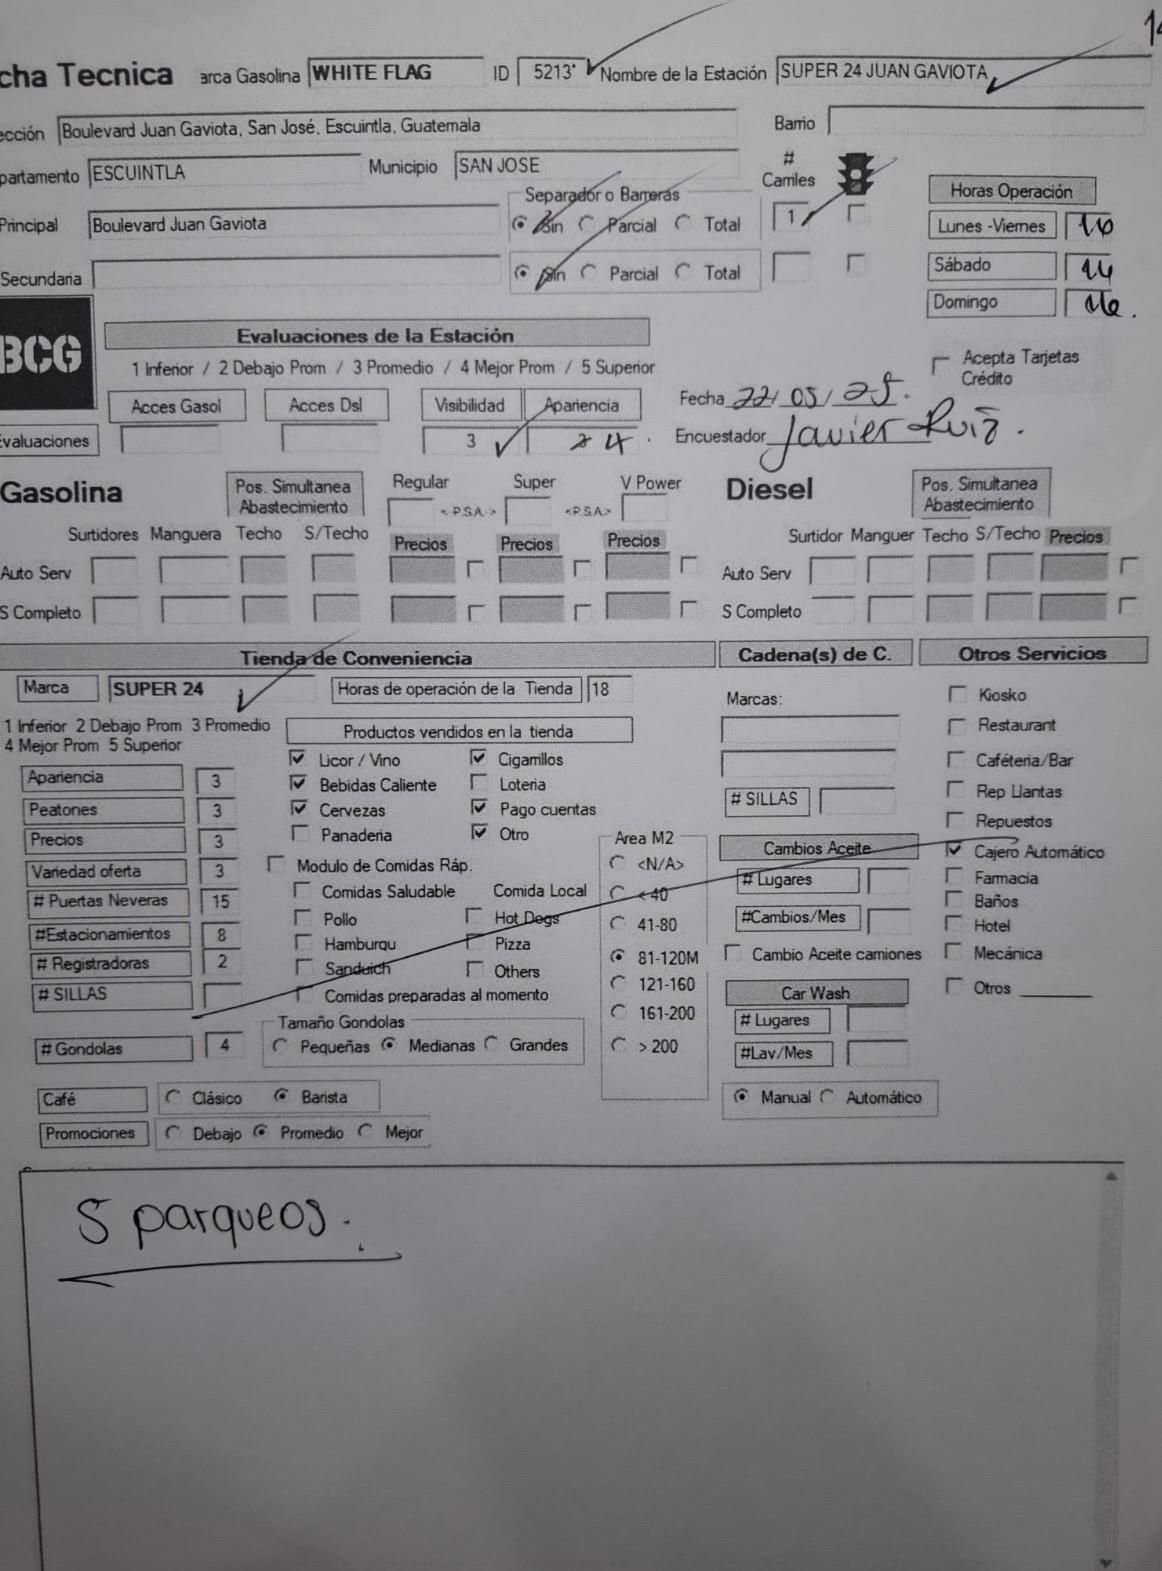 cha Tecnica arca Gasolina WHITE FLAG ID 5213 Nombre de la Estación SUPER 24 JUAN GAVIOTA
ección Boulevard Juan Gaviota, San José, Escuintla, Guatemala Barrio
partamento ESCUINTLA Municipio SAN JOSE # Carriles
Separador o Barreras Horas Operación
Principal Boulevard Juan Gaviota Sin Parcial Total 1 Lunes -Viernes
Secundaria Sin Parcial Total Sábado
Domingo
BCG
Evaluaciones de la Estación
1 Inferior / 2 Debajo Prom / 3 Promedio / 4 Mejor Prom / 5 Superior
Acepta Tarjetas Crédito
Acces Gasol Acces Dsl Visibilidad Apariencia Fecha 22/05/25.
Evaluaciones 3 4 . Encuestador Javier Ruiz .
Gasolina Pos. Simultanea Abastecimiento Regular <-P.S.A.-> Super <P.S.A> V Power Diesel Pos. Simultanea Abastecimiento
Surtidores Manguera Techo S/Techo Precios Precios Precios Surtidor Manguer Techo S/Techo Precios
Auto Serv Auto Serv
S Completo S Completo
Tienda de Conveniencia Cadena(s) de C. Otros Servicios
Marca SUPER 24 Horas de operación de la Tienda 18 Marcas: Kiosko
1 Inferior 2 Debajo Prom 3 Promedio
4 Mejor Prom 5 Superior
Productos vendidos en la tienda Restaurant
Licor / Vino Cigarrillos Caféteria/Bar
Apariencia 3 Bebidas Caliente Loteria Rep Llantas
Peatones 3 Cervezas Pago cuentas # SILLAS Repuestos
Precios 3 Panaderia Otro Area M2 Cambios Aceite Cajero Automático
Variedad oferta 3 Modulo de Comidas Ráp. <N/A> # Lugares Farmacia
# Puertas Neveras 15 Comidas Saludable Comida Local < 40 Baños
#Estacionamientos 8 Pollo Hot Dogs 41-80 #Cambios/Mes Hotel
# Registradoras 2 Hamburqu Pizza 81-120M Cambio Aceite camiones Mecánica
# SILLAS Sanduich Others 121-160 Car Wash Otros
Comidas preparadas al momento 161-200 # Lugares
# Gondolas 4 Tamaño Gondolas Pequeñas Medianas Grandes > 200 #Lav/Mes
Café Clásico Barista Manual Automático
Promociones Debajo Promedio Mejor
5 parqueos.